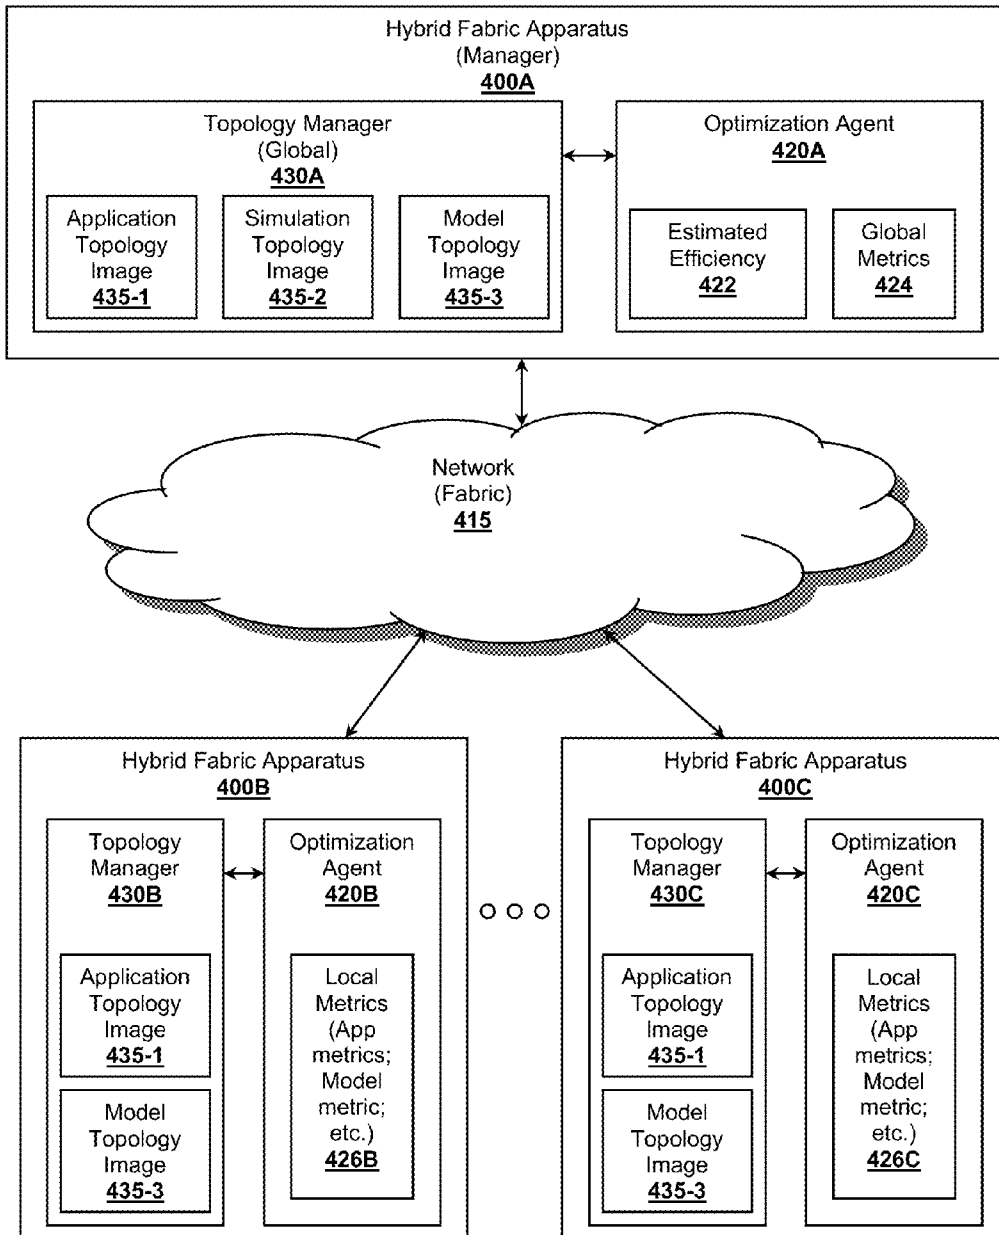 Hybrid Fabric Apparatus
(Manager)
400A
Topology Manager
(Global)
430A
Application
Topology
Image
435-1
Simulation
Topology
Image
435-2
Model
Topology
Image
435-3
Optimization Agent
420A
Estimated
Efficiency
422
Global
Metrics
424
Network
(Fabric)
415
Hybrid Fabric Apparatus
400B
Topology
Manager
430B
Application
Topology
Image
435-1
Model
Topology
Image
435-3
Optimization
Agent
420B
Local
Metrics
(App
metrics;
Model
metric;
etc.)
426B
Hybrid Fabric Apparatus
400C
Topology
Manager
430C
Application
Topology
Image
435-1
Model
Topology
Image
435-3
Optimization
Agent
420C
Local
Metrics
(App
metrics;
Model
metric;
etc.)
426C